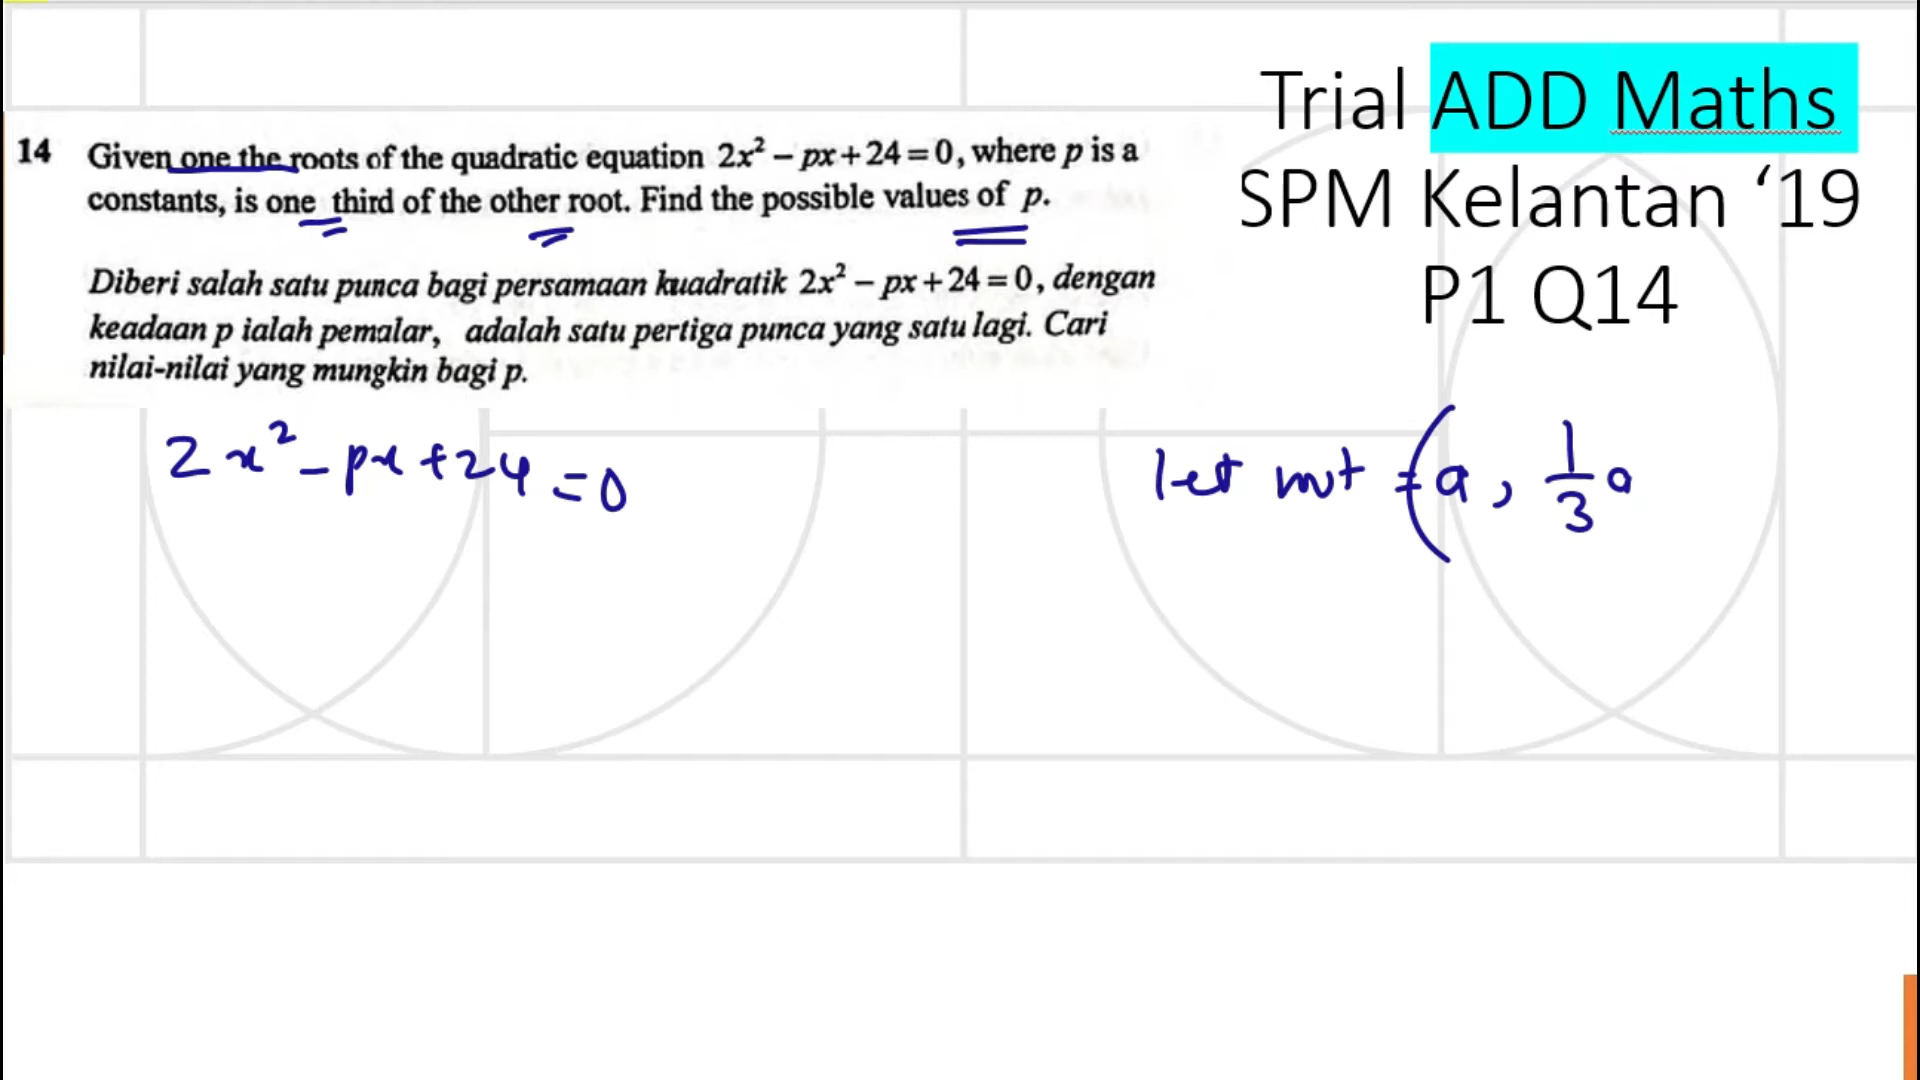 Trial ADD Maths
SPM Kelantan ‘19
P1 Q14
14 Given one the roots of the quadratic equation 2x² – px + 24 = 0, where p is a
constants, is one third of the other root. Find the possible values of p.
Diberi salah satu punca bagi persamaan kuadratik 2x² – px + 24 = 0, dengan
keadaan p ialah pemalar, adalah satu pertiga punca yang satu lagi. Cari
nilai-nilai yang mungkin bagi p.
2x² – px + 24 = 0
let = ( a , 1/3 a